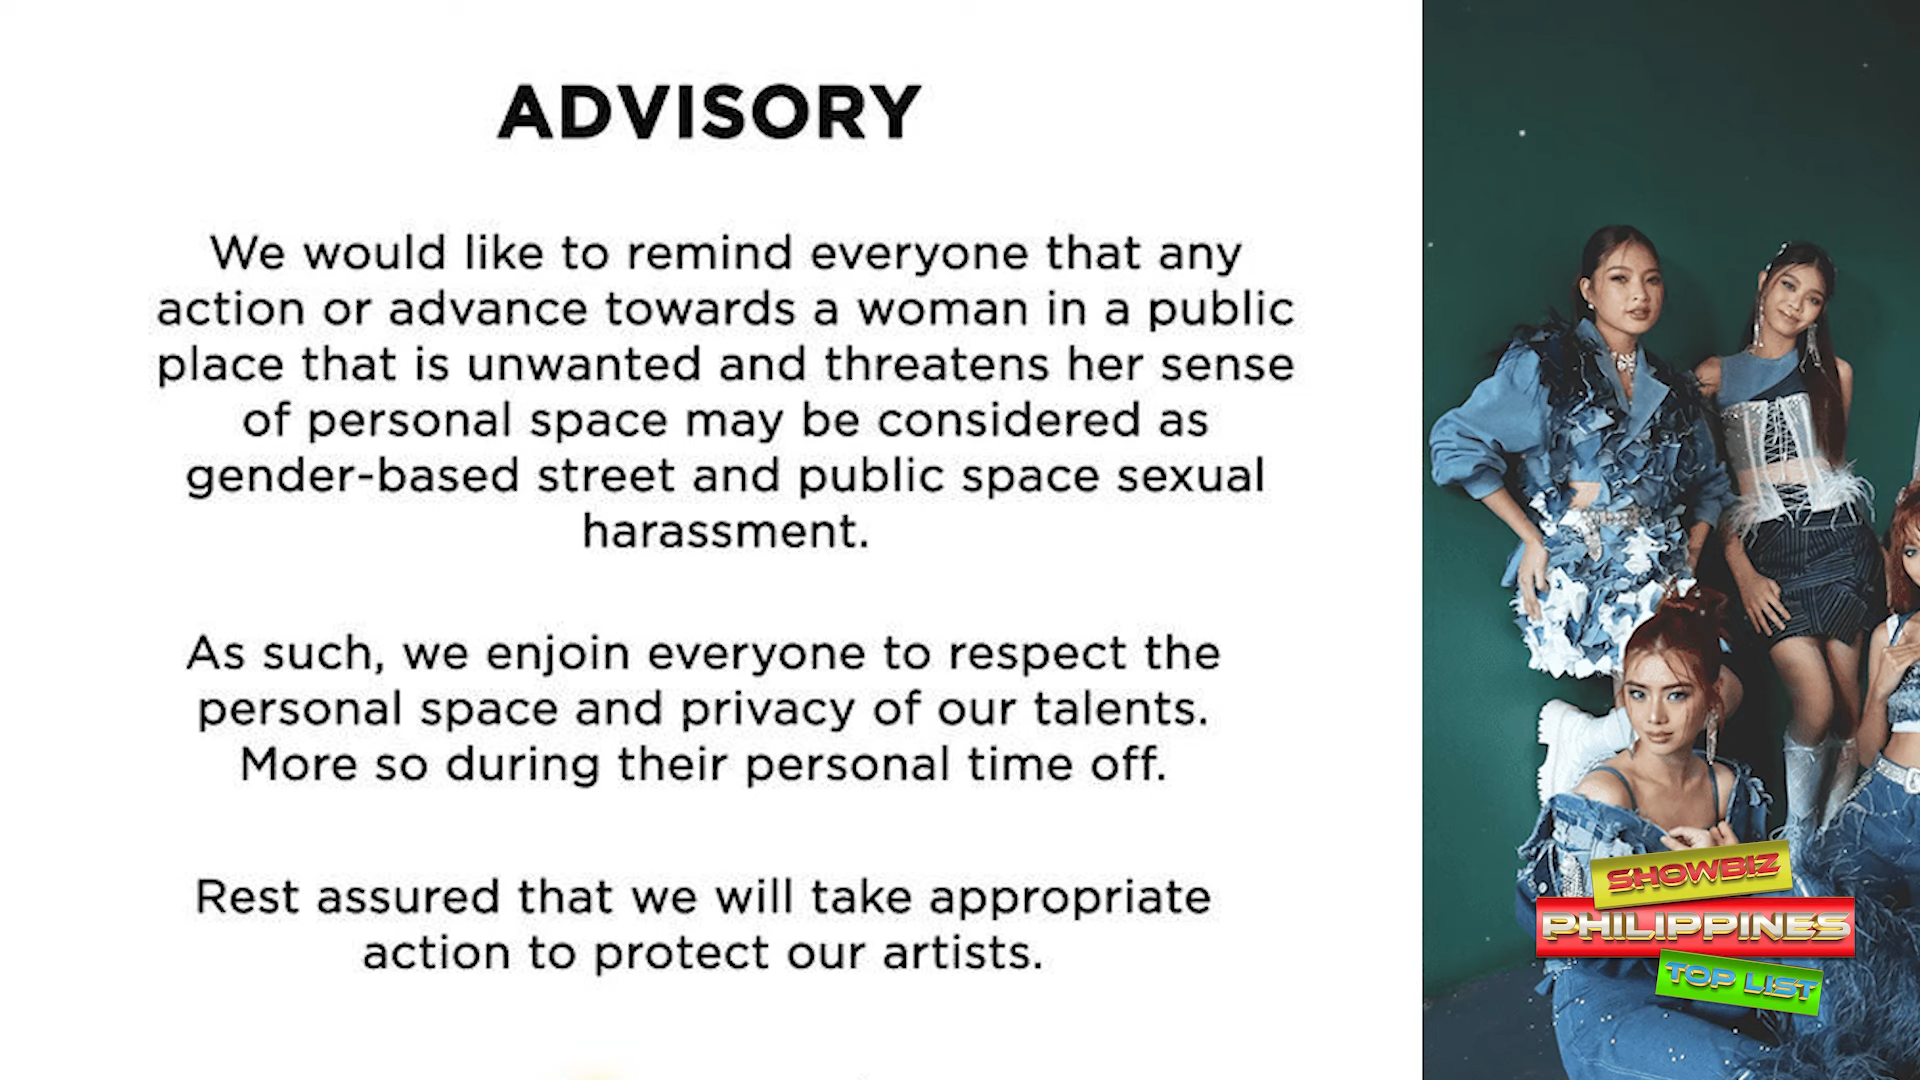 ADVISORY
We would like to remind everyone that any
action or advance towards a woman in a public
place that is unwanted and threatens her sense
of personal space may be considered as
gender-based street and public space sexual
harassment.
As such, we enjoin everyone to respect the
personal space and privacy of our talents.
More so during their personal time off.
Rest assured that we will take appropriate
action to protect our artists.
SHOWBIZ
PHILIPPINES
TOP LIST